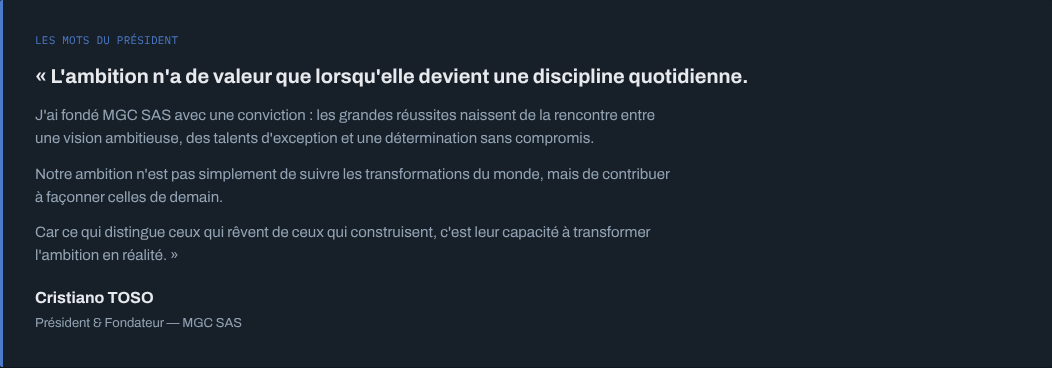 LES MOTS DU PRÉSIDENT
« L'ambition n'a de valeur que lorsqu'elle devient une discipline quotidienne.
J'ai fondé MGC SAS avec une conviction : les grandes réussites naissent de la rencontre entre
une vision ambitieuse, des talents d'exception et une détermination sans compromis.
Notre ambition n'est pas simplement de suivre les transformations du monde, mais de contribuer
à façonner celles de demain.
Car ce qui distingue ceux qui rêvent de ceux qui construisent, c'est leur capacité à transformer
l'ambition en réalité. »
Cristiano TOSO
Président & Fondateur — MGC SAS